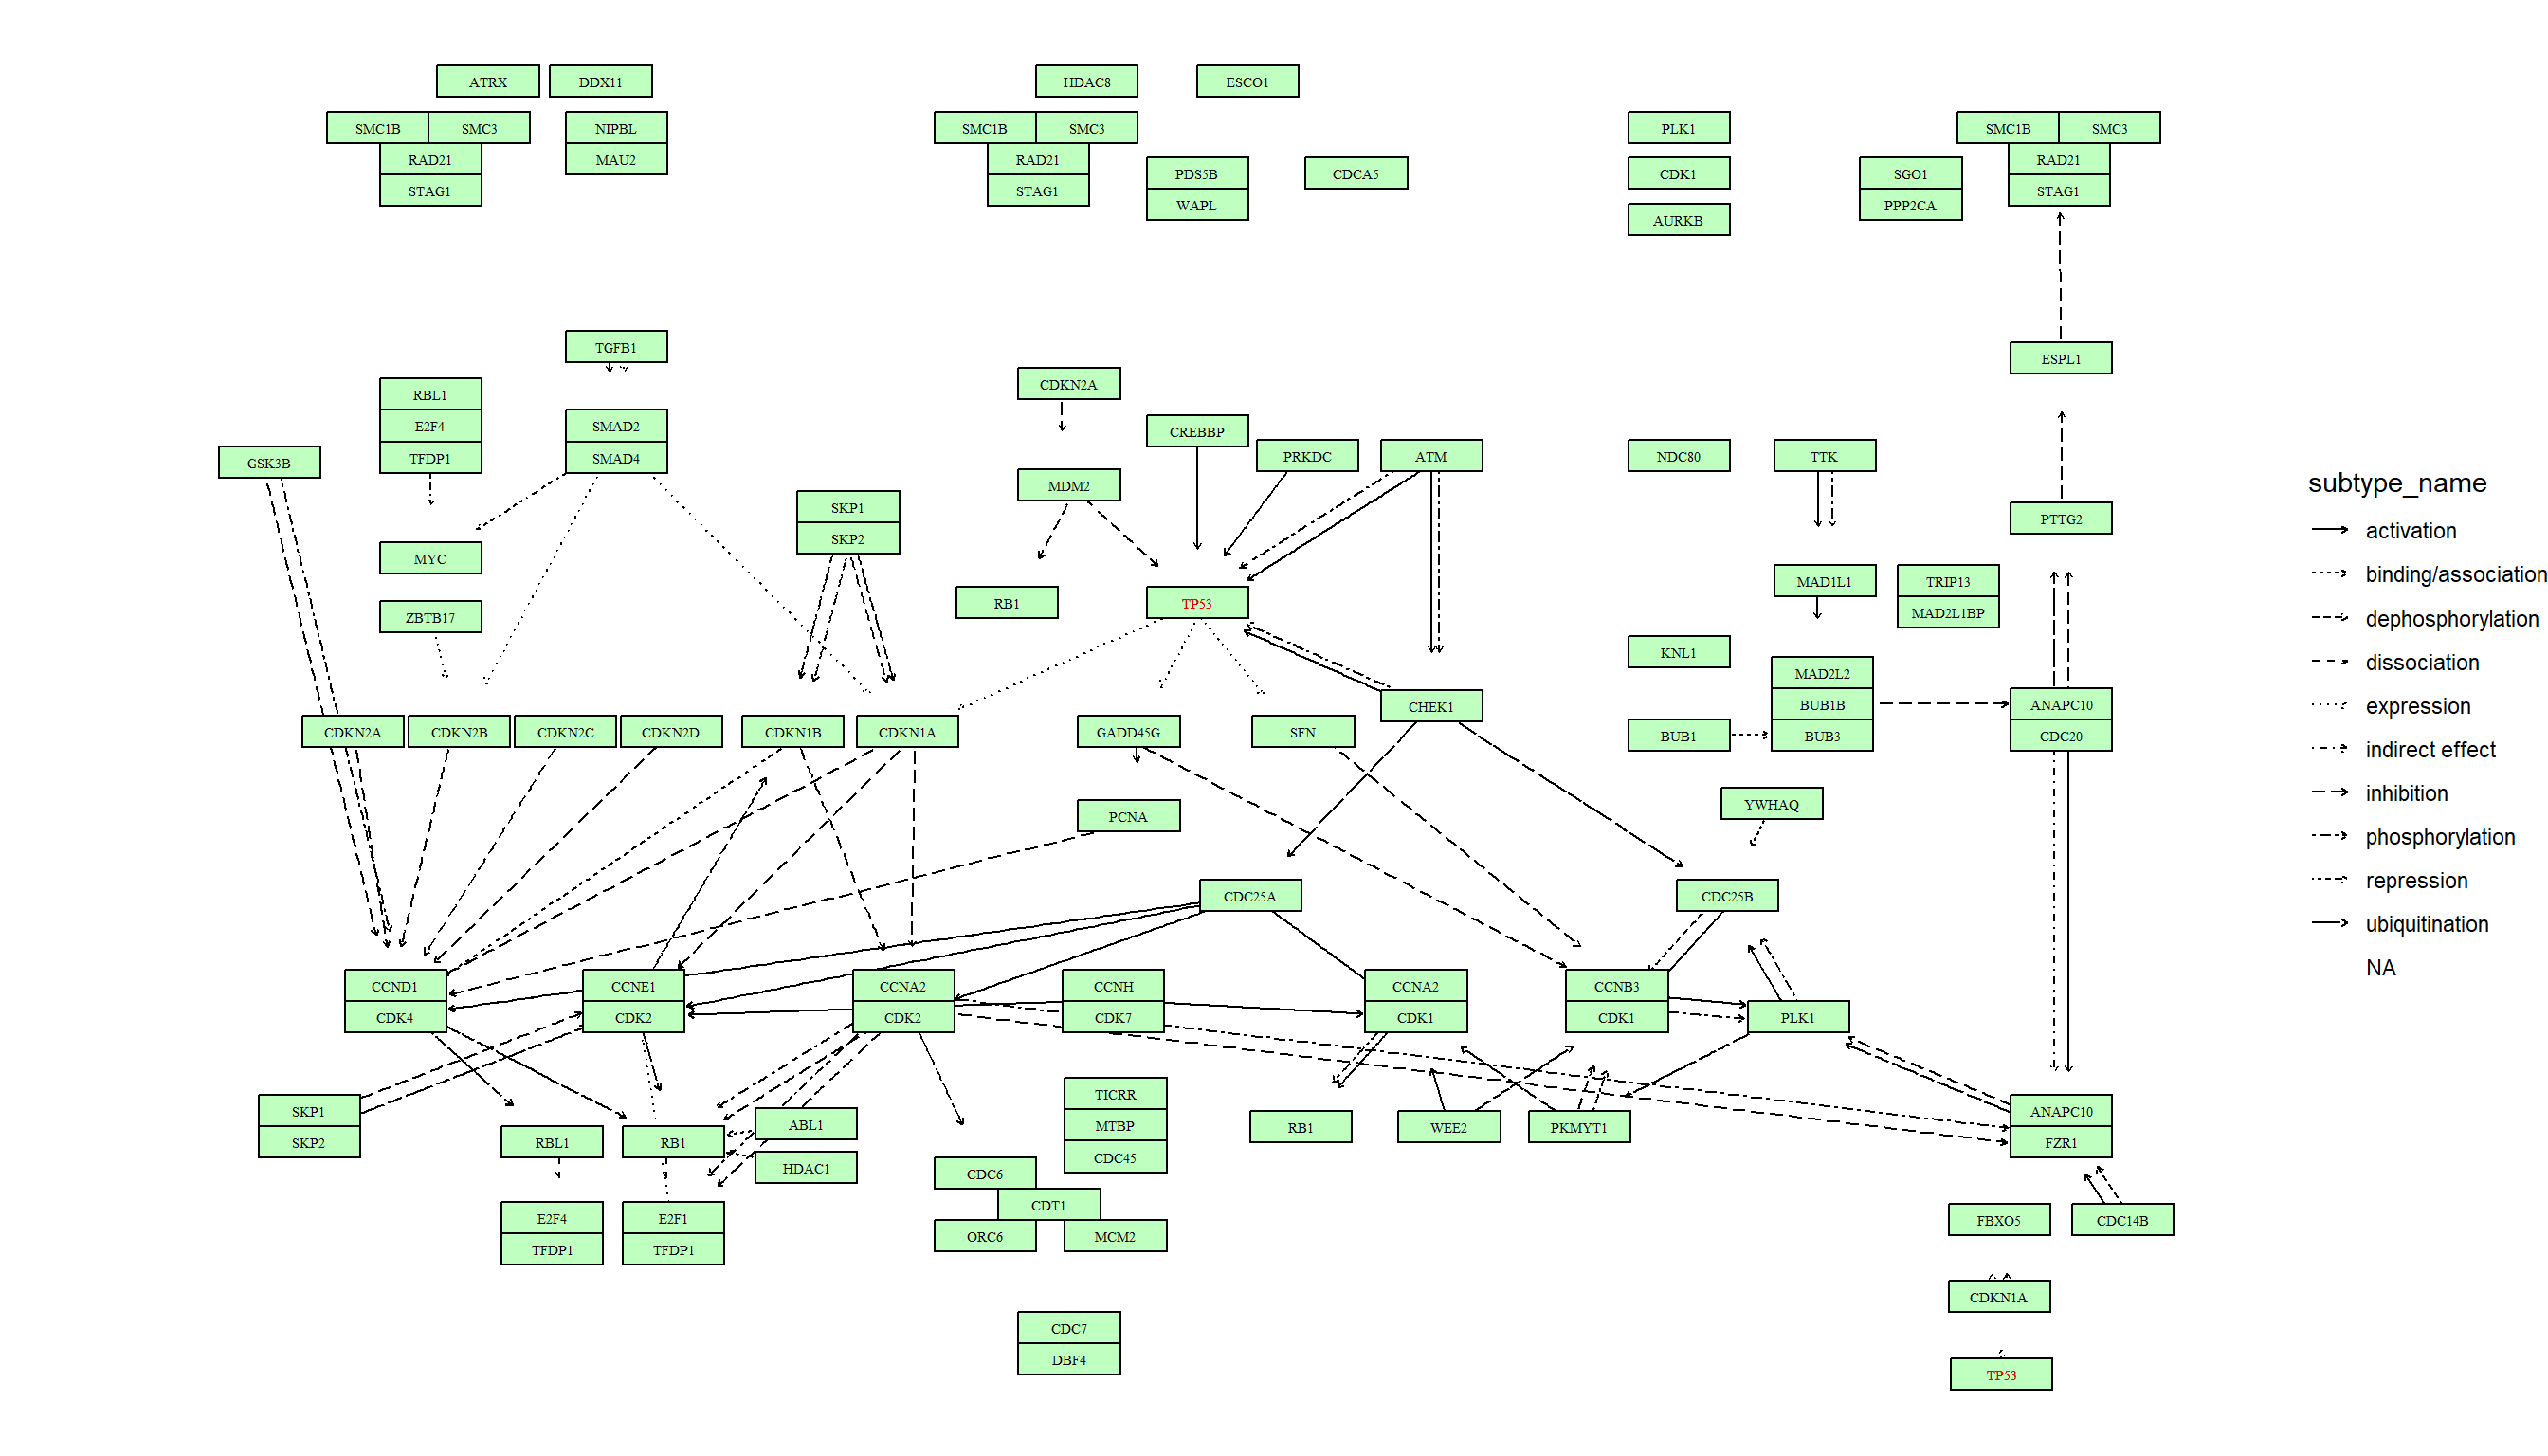 ATRX
DDX11
HDAC8
ESCO1
SMC1B
SMC3
NIPBL
SMC1B
SMC3
PLK1
SMC1B
SMC3
RAD21
MAU2
RAD21
PDS5B
CDCA5
CDK1
SGO1
RAD21
STAG1
STAG1
WAPL
AURKB
PPP2CA
STAG1
TGFB1
ESPL1
RBL1
CDKN2A
E2F4
SMAD2
CREBBP
GSK3B
TFDP1
SMAD4
PRKDC
ATM
NDC80
TTK
MDM2
SKP1
PTTG2
SKP2
MYC
MAD1L1
TRIP13
ZBTB17
RB1
TP53
MAD2L1BP
KNL1
MAD2L2
CHEK1
BUB1B
ANAPC10
CDKN2A
CDKN2B
CDKN2C
CDKN2D
CDKN1B
CDKN1A
GADD45G
SFN
BUB1
BUB3
CDC20
PCNA
YWHAQ
CDC25A
CDC25B
CCND1
CCNE1
CCNA2
CCNH
CCNA2
CCNB3
CDK4
CDK2
CDK2
CDK7
CDK1
CDK1
PLK1
SKP1
TICRR
ANAPC10
SKP2
RBL1
RB1
ABL1
MTBP
RB1
WEE2
PKMYT1
FZR1
HDAC1
CDC6
CDC45
CDT1
E2F4
E2F1
ORC6
MCM2
FBXO5
CDC14B
TFDP1
TFDP1
CDKN1A
CDC7
DBF4
TP53
subtype_name
activation
binding/association
dephosphorylation
dissociation
expression
indirect effect
inhibition
phosphorylation
repression
ubiquitination
NA